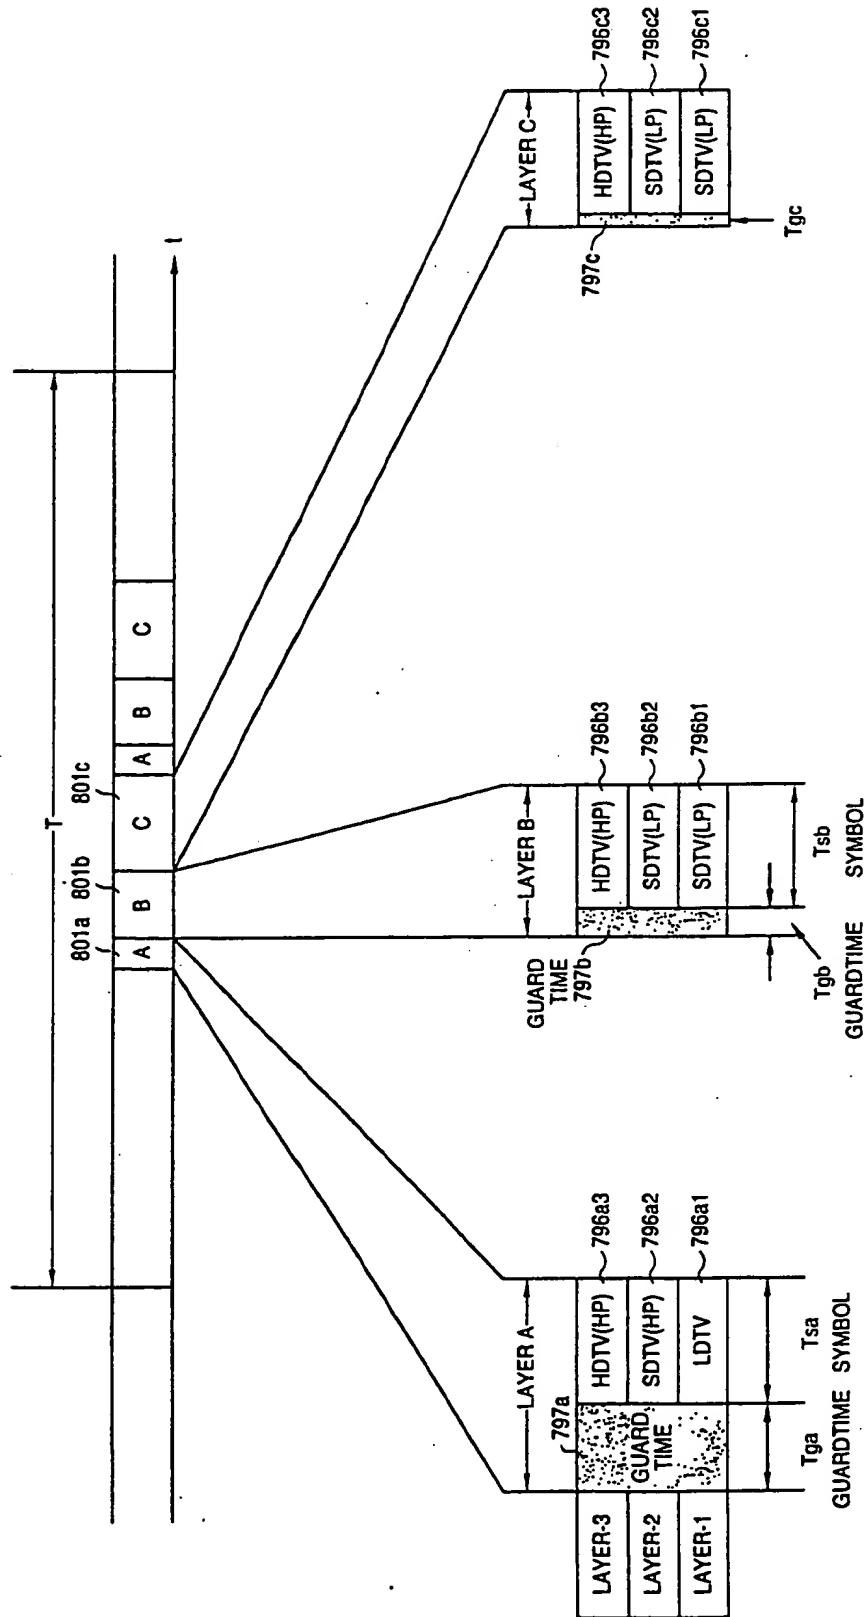 T
801a
801b
801c
A
B
C
A
B
C
t
LAYER A
LAYER B
LAYER C
797a
GUARD
TIME
LAYER-3
HDTV(HP)
796a3
LAYER-2
SDTV(HP)
796a2
LAYER-1
LDTV
796a1
Tga
GUARDTIME
Tsa
SYMBOL
GUARD
TIME
797b
HDTV(HP)
796b3
SDTV(LP)
796b2
SDTV(LP)
796b1
Tgb
GUARDTIME
Tsb
SYMBOL
797c
HDTV(HP)
796c3
SDTV(LP)
796c2
SDTV(LP)
796c1
Tgc